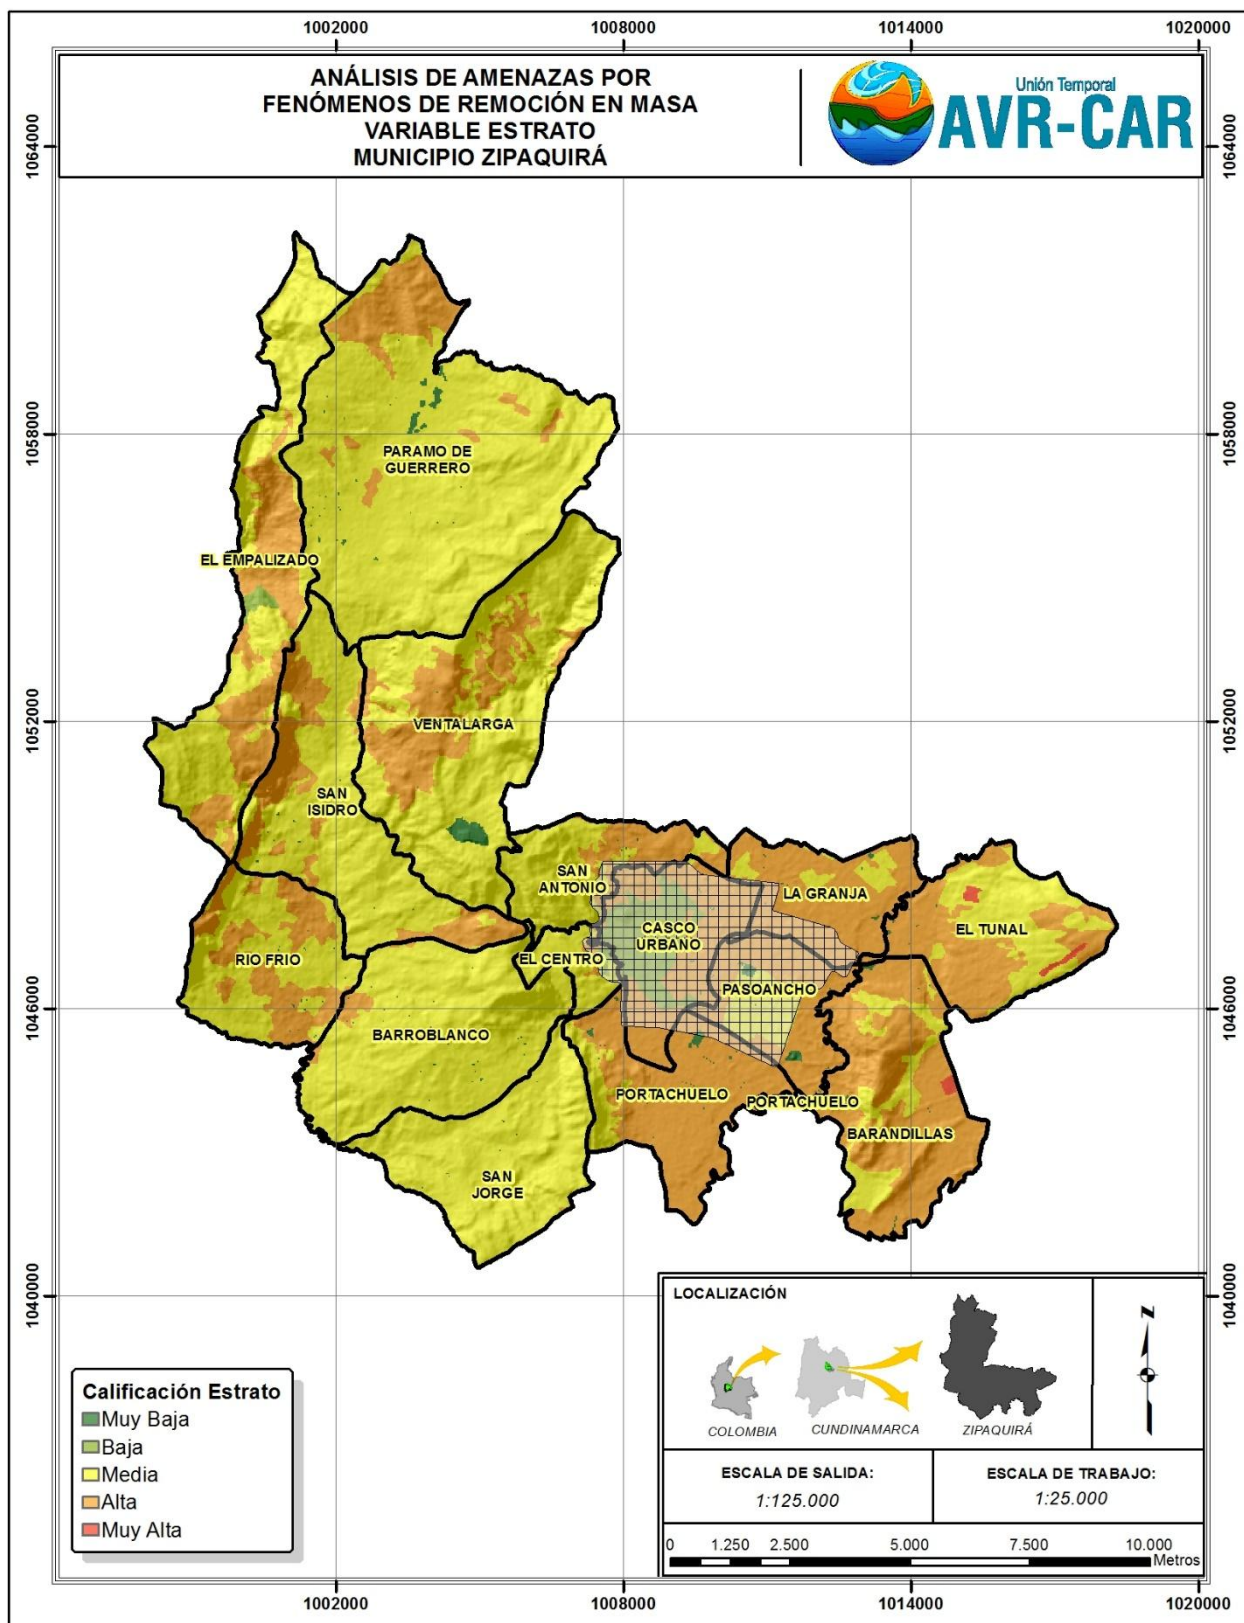 1002000
1008000
1014000
1020000
ANÁLISIS DE AMENAZAS POR
FENÓMENOS DE REMOCIÓN EN MASA
VARIABLE ESTRATO
MUNICIPIO ZIPAQUIRÁ
Unión Temporal
AVR-CAR
1064000
1064000
1058000
1058000
PARAMO DE
GUERRERO
EL EMPALIZADO
1052000
1052000
VENTALARGA
SAN
ISIDRO
SAN
ANTONIO
LA GRANJA
CASCO
URBANO
EL TUNAL
RIO FRIO
EL CENTRO
PASOANCHO
1046000
1046000
BARROBLANCO
PORTACHUELO
PORTACHUELO
BARANDILLAS
SAN
JORGE
1040000
1040000
LOCALIZACIÓN
N
COLOMBIA
CUNDINAMARCA
ZIPAQUIRÁ
ESCALA DE SALIDA:
1:125.000
ESCALA DE TRABAJO:
1:25.000
0
1.250
2.500
5.000
7.500
10.000
Metros
Calificación Estrato
Muy Baja
Baja
Media
Alta
Muy Alta
1002000
1008000
1014000
1020000